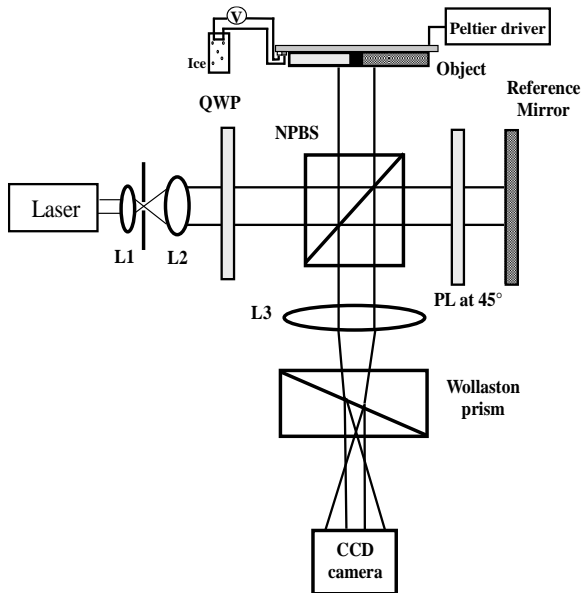 V
Peltier driver
Ice
Object
QWP
NPBS
Reference
Mirror
Laser
L1
L2
PL at 45°
L3
Wollaston
prism
CCD
camera